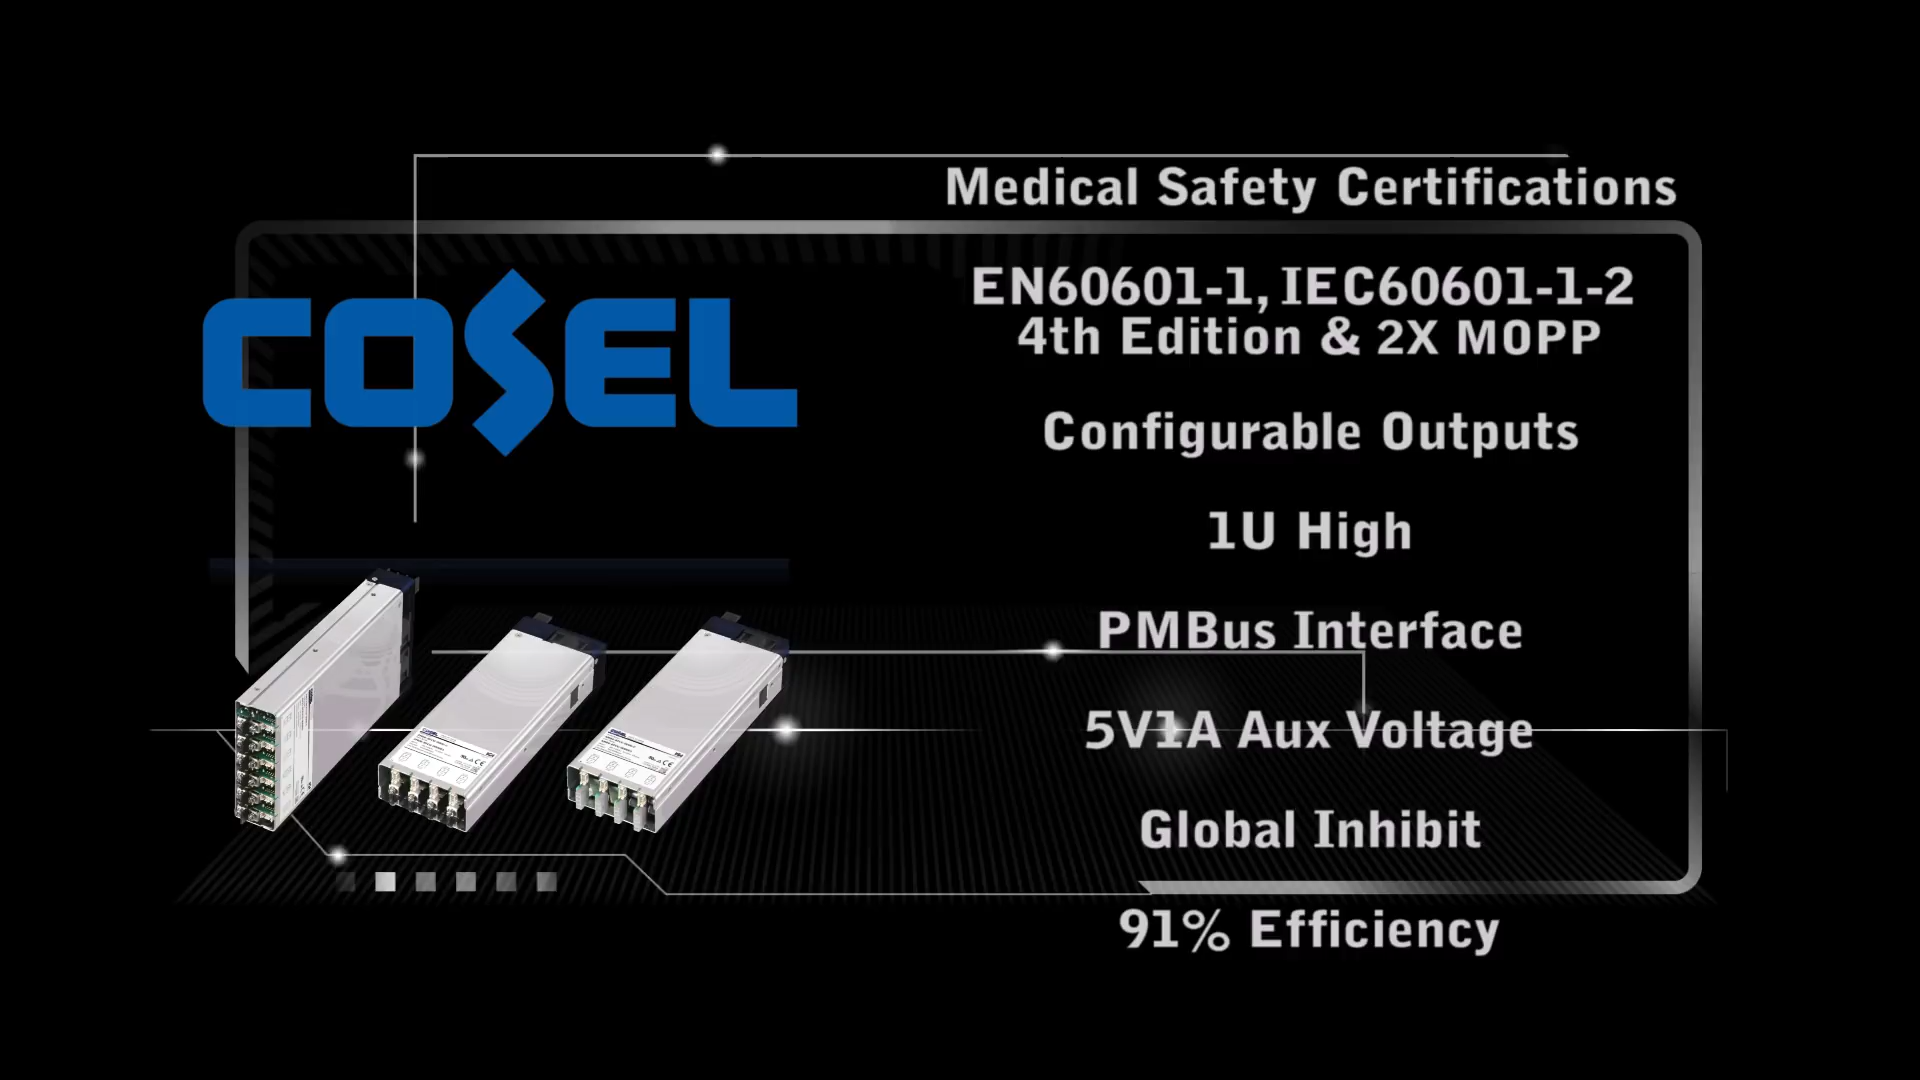 COSEL
Medical Safety Certifications
EN60601-1, IEC60601-1-2
4th Edition & 2X MOPP
Configurable Outputs
1U High
PMBus Interface
5V1A Aux Voltage
Global Inhibit
91% Efficiency